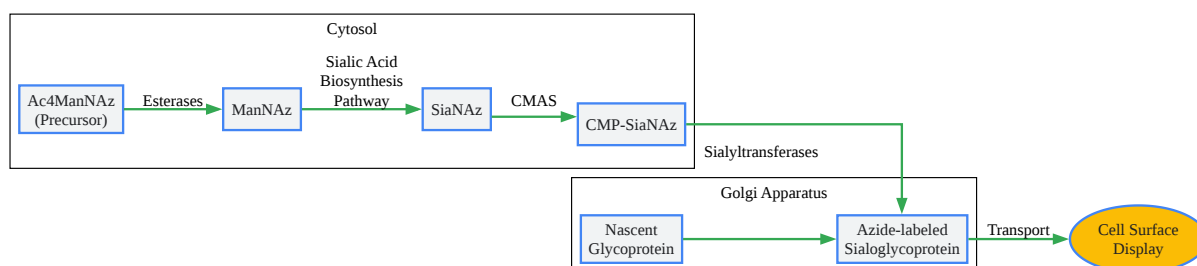 Cytosol
Sialic Acid
Biosynthesis
Pathway
Ac4ManNAz
(Precursor)
Esterases
ManNAz
SiaNAz
CMAS
CMP-SiaNAz
Sialyltransferases
Golgi Apparatus
Nascent
Glycoprotein
Azide-labeled
Sialoglycoprotein
Transport
Cell Surface
Display